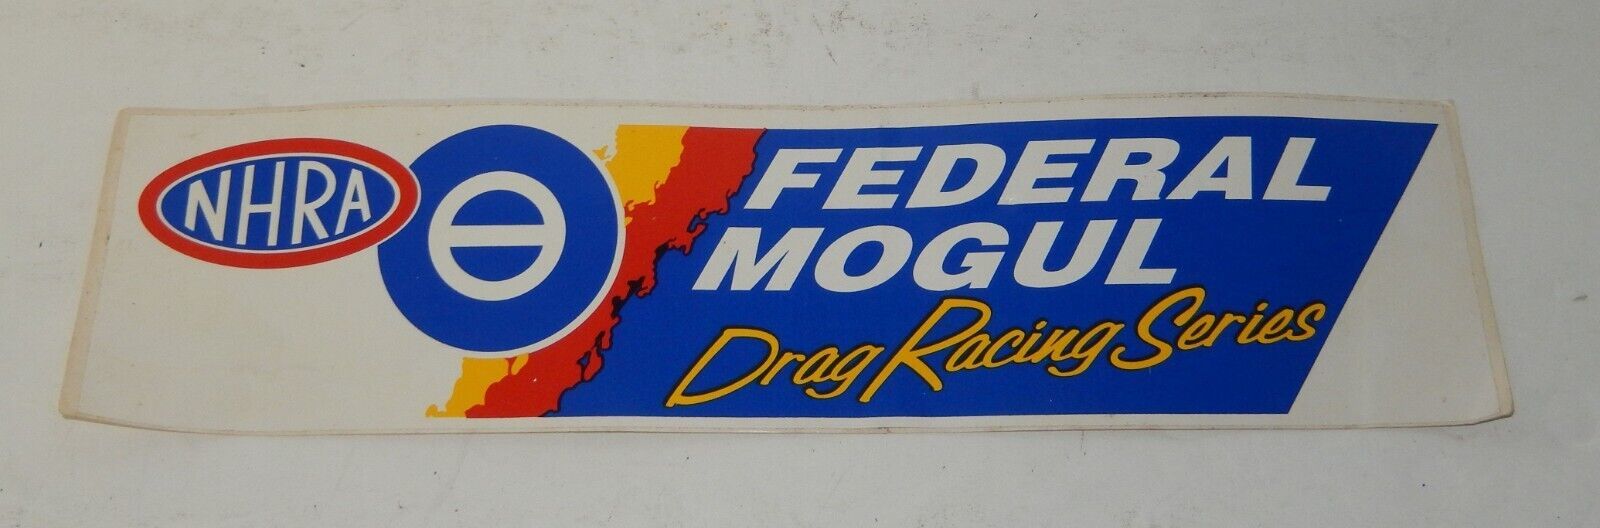 NHRA
FEDERAL
MOGUL
Drag Racing Series